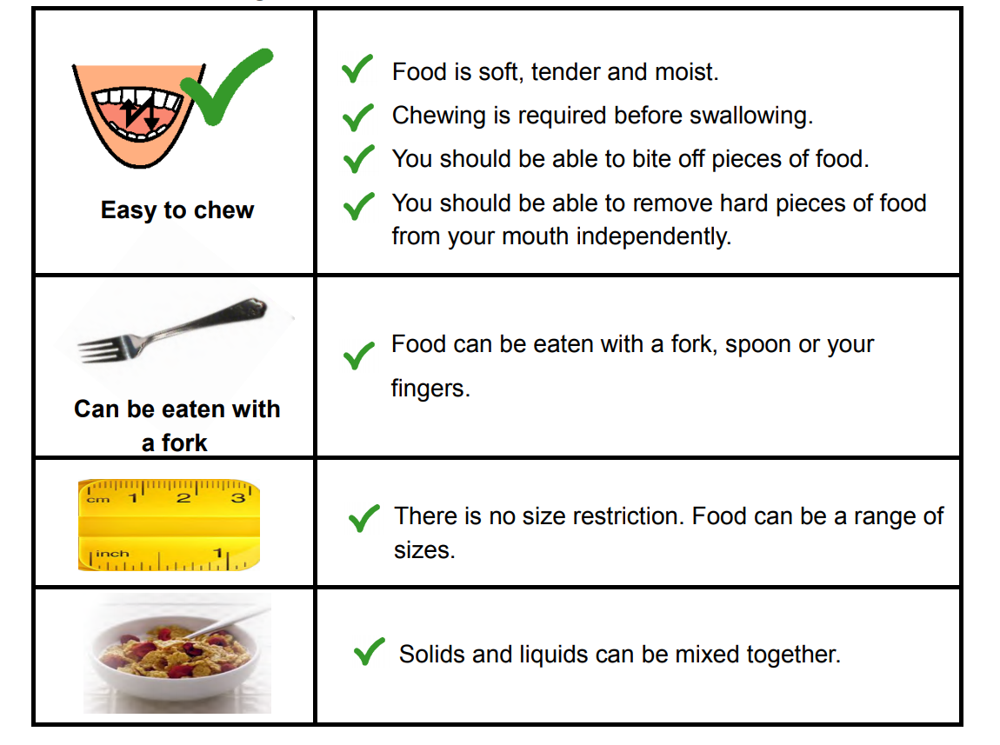 Easy to chew
Food is soft, tender and moist.
Chewing is required before swallowing.
You should be able to bite off pieces of food.
You should be able to remove hard pieces of food
from your mouth independently.
Can be eaten with
a fork
Food can be eaten with a fork, spoon or your
fingers.
cm 1 2 3
inch 1
There is no size restriction. Food can be a range of
sizes.
Solids and liquids can be mixed together.